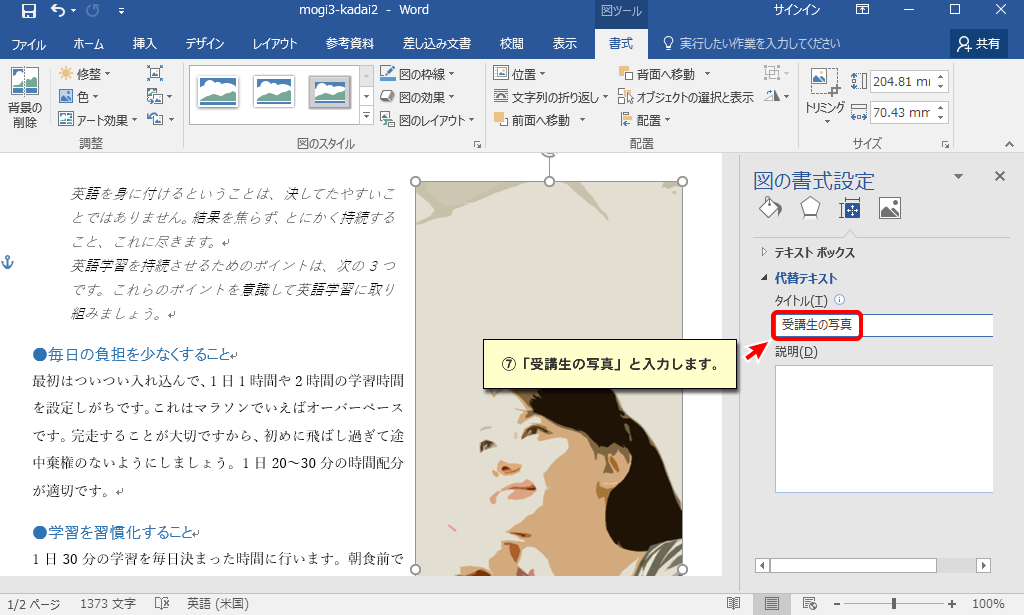 mogi3-kadai2 - Word
図ツール
サインイン
ファイル
ホーム
挿入
デザイン
レイアウト
参考資料
差し込み文書
校閲
表示
書式
実行したい作業を入力してください
共有
背景の
削除
修整
色
アート効果
調整
図の枠線
図の効果
図のレイアウト
図のスタイル
位置
文字列の折り返し
前面へ移動
背面へ移動
オブジェクトの選択と表示
配置
配置
トリミング
204.81 m
70.43 mm
サイズ
英語を身に付けるということは、決してたやすいこ
とではありません。結果を焦らず、とにかく持続する
こと、これに尽きます。
英語学習を持続させるためのポイントは、次の 3 つ
です。これらのポイントを意識して英語学習に取り
組みましょう。
●毎日の負担を少なくすること
最初はついつい入れ込んで、1 日 1 時間や 2 時間の学習時間
を設定しがちです。これはマラソンでいえばオーバーペース
です。完走することが大切ですから、初めに飛ばし過ぎて途
中棄権のないようにしましょう。1 日 20～30 分の時間配分
が適切です。
●学習を習慣化すること
1 日 30 分の学習を毎日決まった時間に行います。朝食前で
⑦「受講生の写真」と入力します。
図の書式設定
テキスト ボックス
代替テキスト
タイトル(T)
受講生の写真
説明(D)
1/2 ページ
1373 文字
英語 (米国)
100%